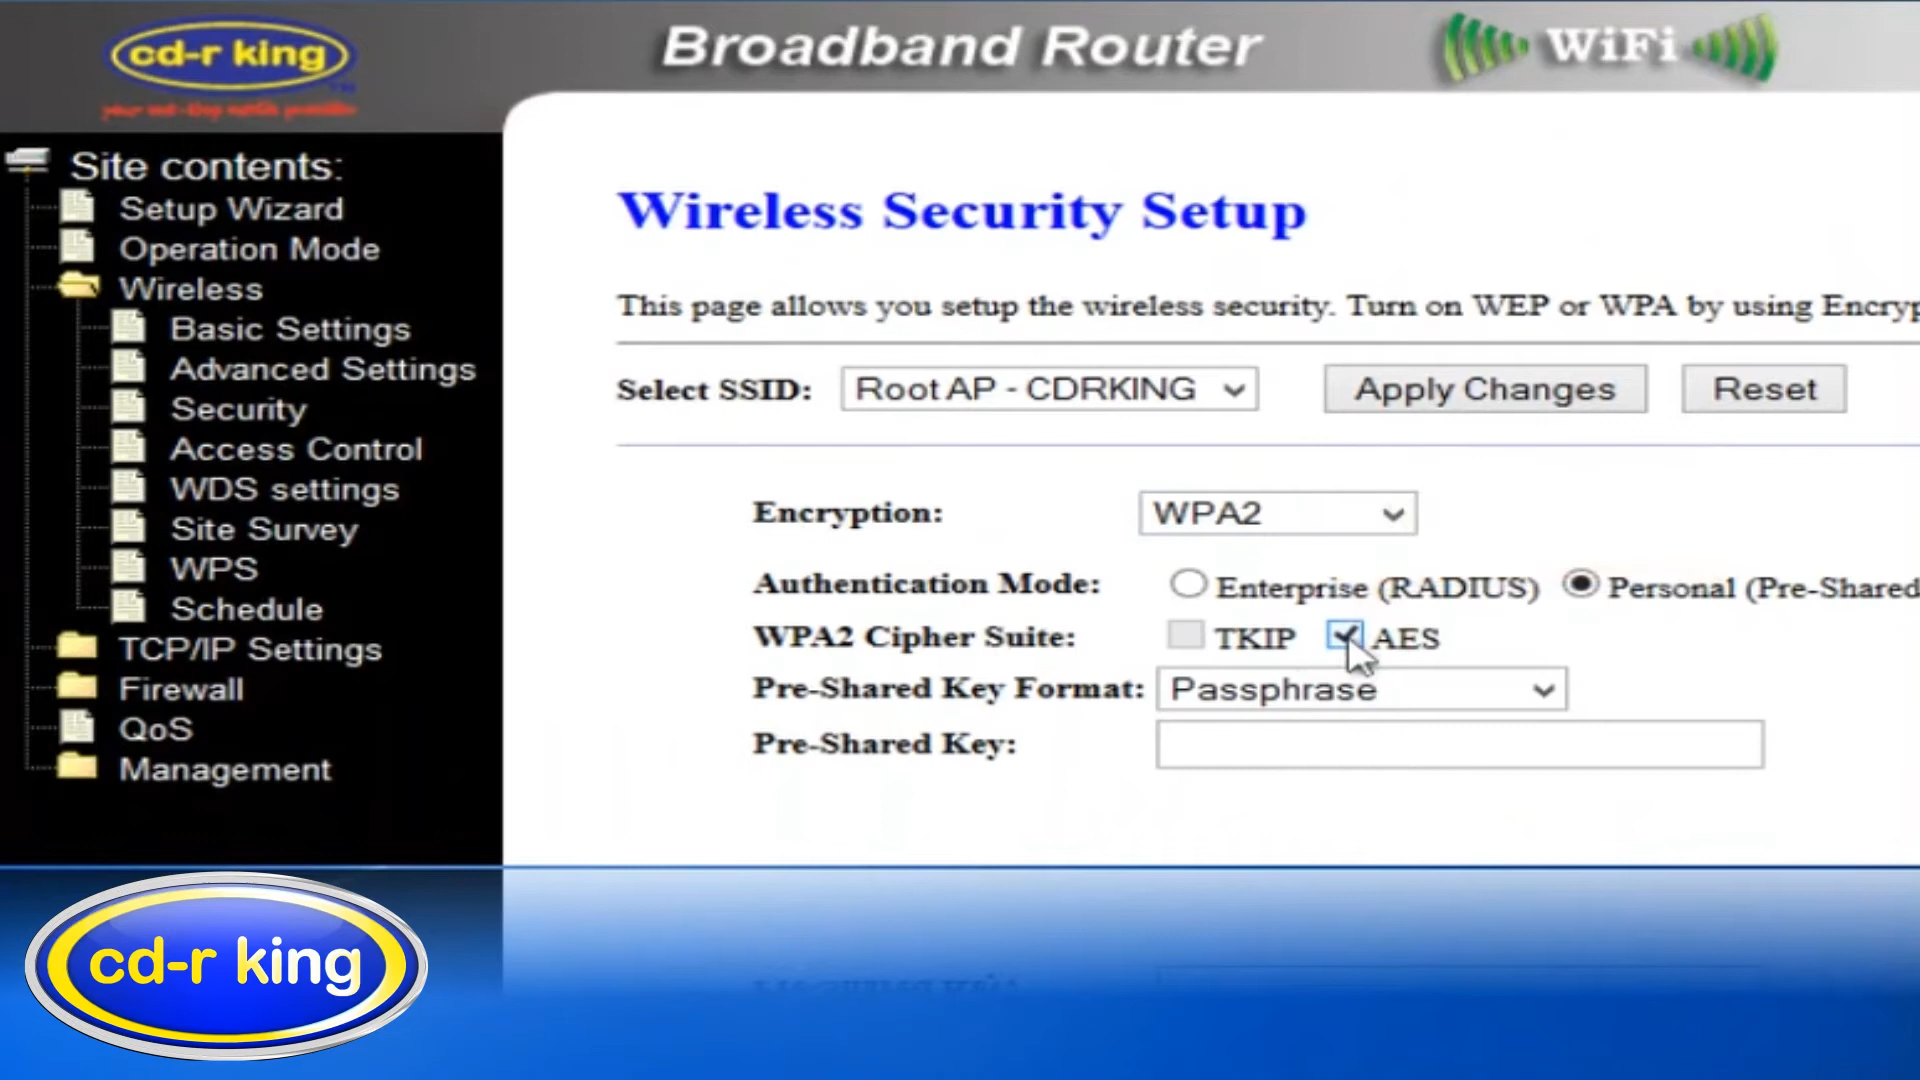 cd-r king
Broadband Router
WiFi
Site contents:
Setup Wizard
Operation Mode
Wireless
Basic Settings
Advanced Settings
Security
Access Control
WDS settings
Site Survey
WPS
Schedule
TCP/IP Settings
Firewall
QoS
Management
Wireless Security Setup
This page allows you setup the wireless security. Turn on WEP or WPA by using Encryp
Select SSID: Root AP - CDRKING Apply Changes Reset
Encryption: WPA2
Authentication Mode: Enterprise (RADIUS) Personal (Pre-Shared
WPA2 Cipher Suite: TKIP AES
Pre-Shared Key Format: Passphrase
Pre-Shared Key:
cd-r king